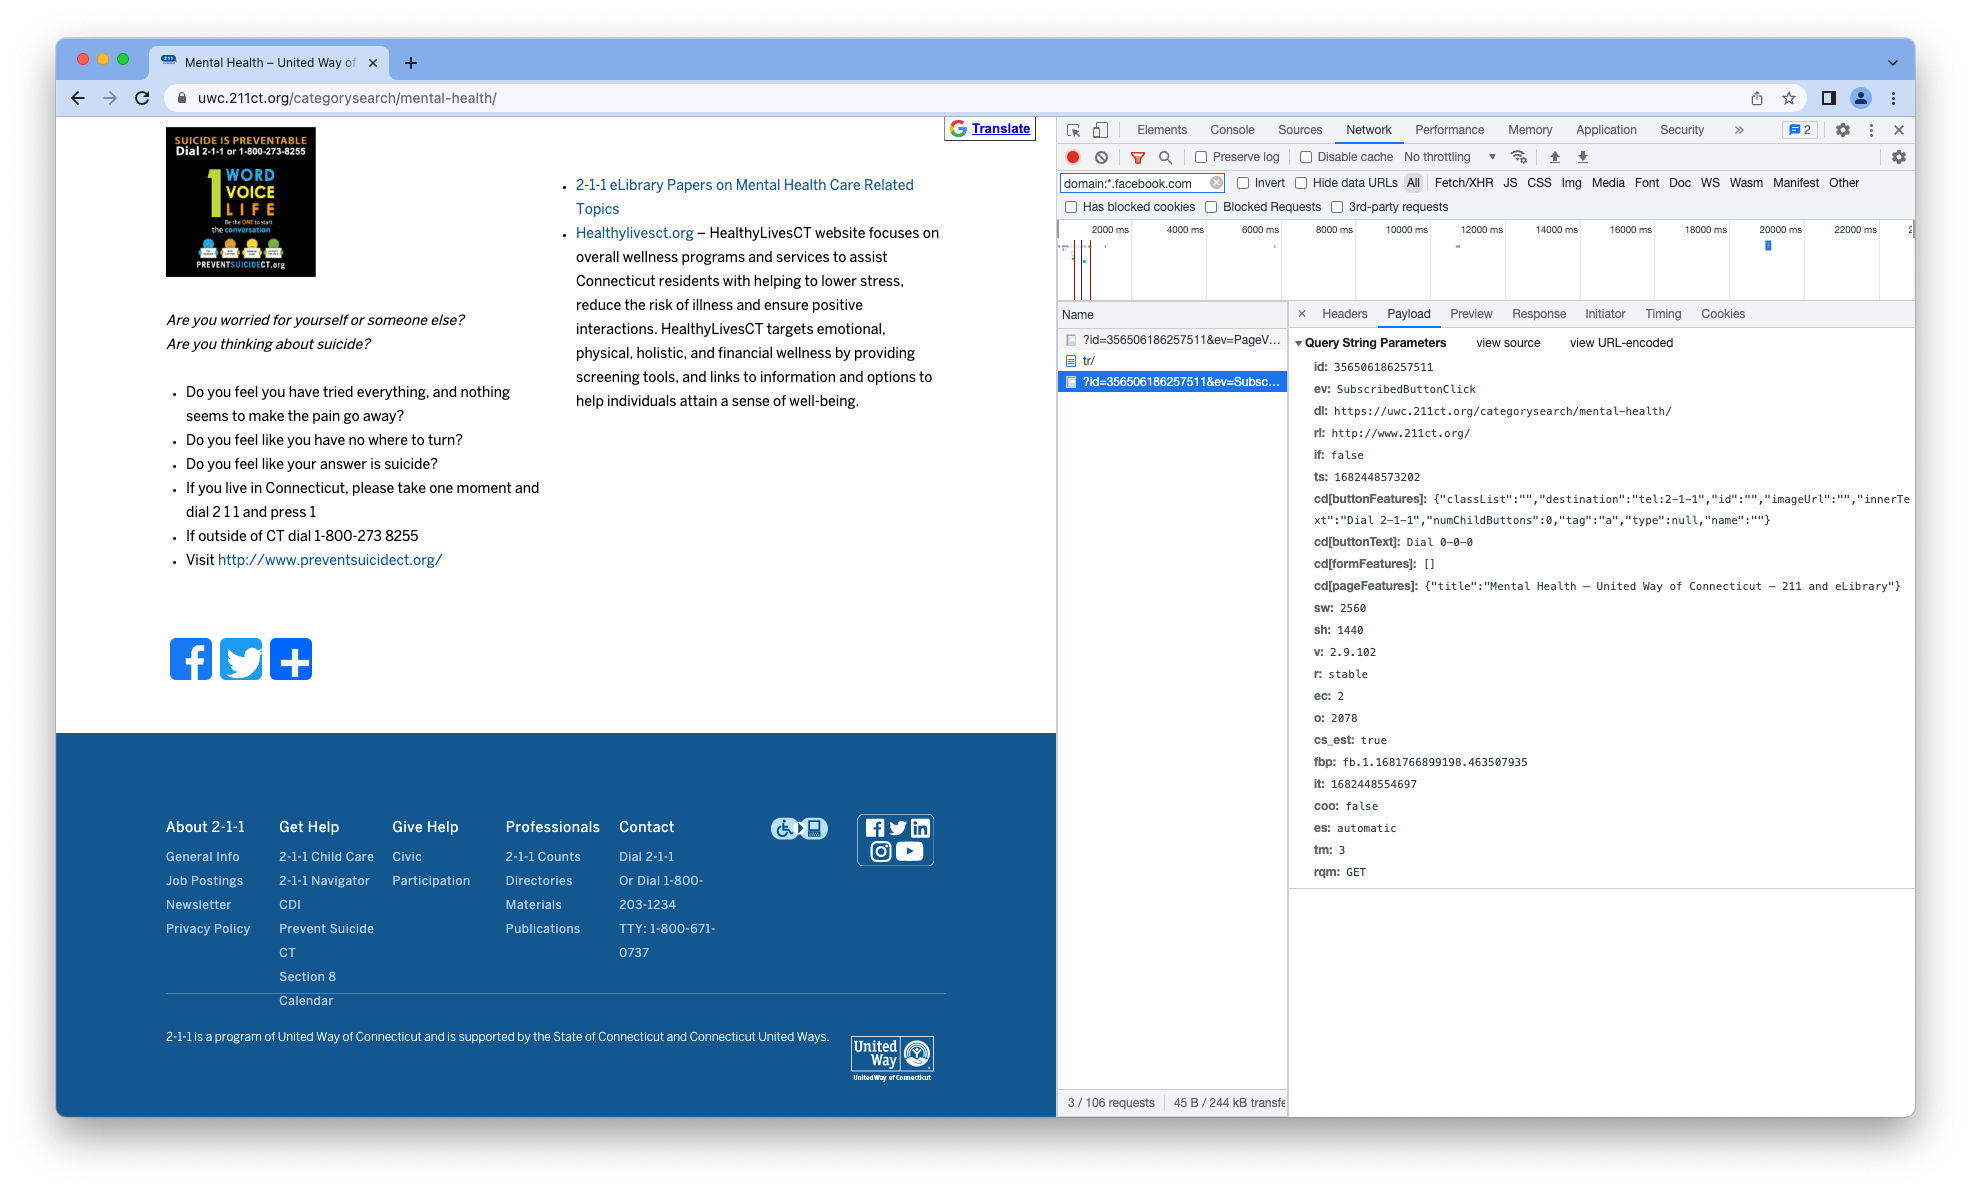 Mental Health – United Way of
uwc.211ct.org/categorysearch/mental-health/
SUICIDE IS PREVENTABLE
Dial 2-1-1 or 1-800-273-8255
1 WORD
VOICE
LIFE
Be the ONE to start
the conversation
PREVENTSUICIDECT.org
Translate
Are you worried for yourself or someone else?
Are you thinking about suicide?
• Do you feel you have tried everything, and nothing
seems to make the pain go away?
• Do you feel like you have no where to turn?
• Do you feel like your answer is suicide?
• If you live in Connecticut, please take one moment and
dial 2 1 1 and press 1
• If outside of CT dial 1-800-273 8255
• Visit http://www.preventsuicidect.org/
• 2-1-1 eLibrary Papers on Mental Health Care Related
Topics
• Healthylivesct.org – HealthyLivesCT website focuses on
overall wellness programs and services to assist
Connecticut residents with helping to lower stress,
reduce the risk of illness and ensure positive
interactions. HealthyLivesCT targets emotional,
physical, holistic, and financial wellness by providing
screening tools, and links to information and options to
help individuals attain a sense of well-being.
About 2-1-1
General Info
Job Postings
Newsletter
Privacy Policy
Get Help
2-1-1 Child Care
2-1-1 Navigator
CDI
Prevent Suicide
CT
Section 8
Calendar
Give Help
Civic
Participation
Professionals
2-1-1 Counts
Directories
Materials
Publications
Contact
Dial 2-1-1
Or Dial 1-800-
203-1234
TTY: 1-800-671-
0737
2-1-1 is a program of United Way of Connecticut and is supported by the State of Connecticut and Connecticut United Ways.
United
Way
United Way of Connecticut
Elements Console Sources Network Performance Memory Application Security » 2
Preserve log Disable cache No throttling
domain:*.facebook.com Invert Hide data URLs All Fetch/XHR JS CSS Img Media Font Doc WS Wasm Manifest Other
Has blocked cookies Blocked Requests 3rd-party requests
2000 ms 4000 ms 6000 ms 8000 ms 10000 ms 12000 ms 14000 ms 16000 ms 18000 ms 20000 ms 22000 ms
Name
?id=356506186257511&ev=PageV...
tr/
?id=356506186257511&ev=Subsc...
3 / 106 requests 45 B / 244 kB transfe
Headers Payload Preview Response Initiator Timing Cookies
Query String Parameters view source view URL-encoded
id: 356506186257511
ev: SubscribedButtonClick
dl: https://uwc.211ct.org/categorysearch/mental-health/
rl: http://www.211ct.org/
if: false
ts: 1682448573202
cd[buttonFeatures]: {"classList":"","destination":"tel:2-1-1","id":"","imageUrl":"","innerTe
xt":"Dial 2-1-1","numChildButtons":0,"tag":"a","type":null,"name":""}
cd[buttonText]: Dial 0-0-0
cd[formFeatures]: []
cd[pageFeatures]: {"title":"Mental Health – United Way of Connecticut – 211 and eLibrary"}
sw: 2560
sh: 1440
v: 2.9.102
r: stable
ec: 2
o: 2078
cs_est: true
fbp: fb.1.1681766899198.463507935
it: 1682448554697
coo: false
es: automatic
tm: 3
rqm: GET